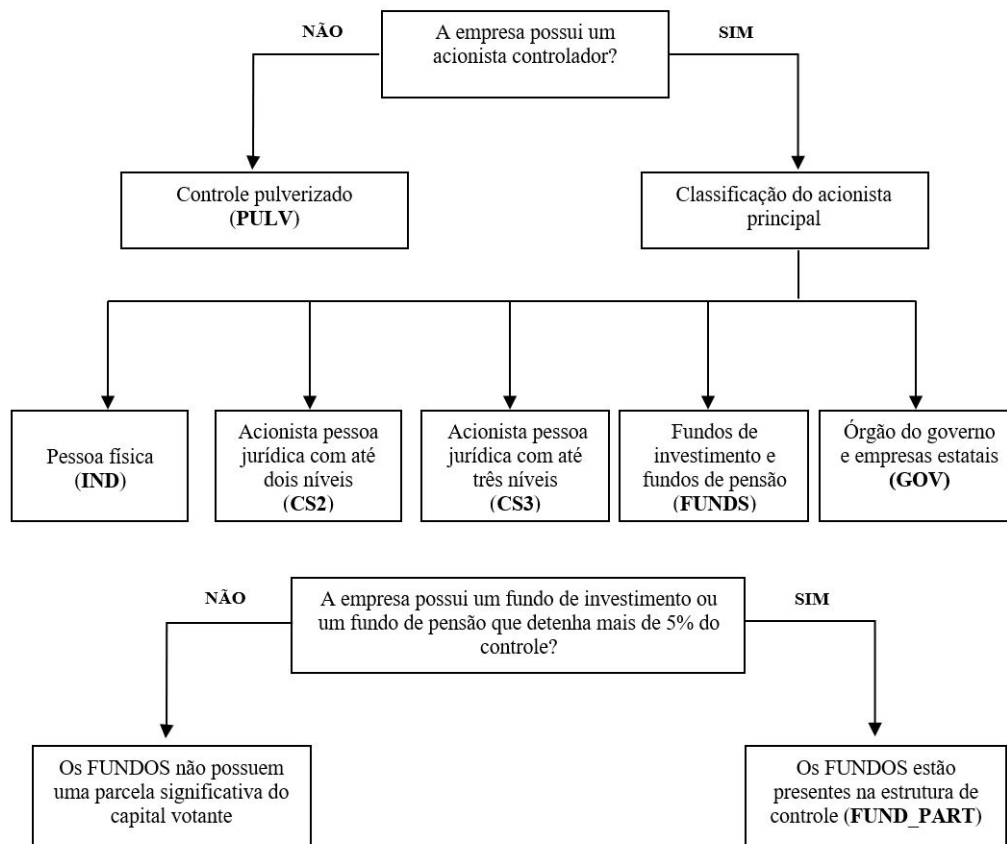 NÃO
A empresa possui um
acionista controlador?
SIM
Controle pulverizado
(PULV)
Classificação do acionista
principal
Pessoa física
(IND)
Acionista pessoa
jurídica com até
dois níveis
(CS2)
Acionista pessoa
jurídica com até
três níveis
(CS3)
Fundos de
investimento e
fundos de pensão
(FUNDS)
Órgão do governo
e empresas estatais
(GOV)
NÃO
A empresa possui um fundo de investimento ou
um fundo de pensão que detenha mais de 5% do
controle?
SIM
Os FUNDOS não possuem
uma parcela significativa do
capital votante
Os FUNDOS estão
presentes na estrutura de
controle (FUND_PART)